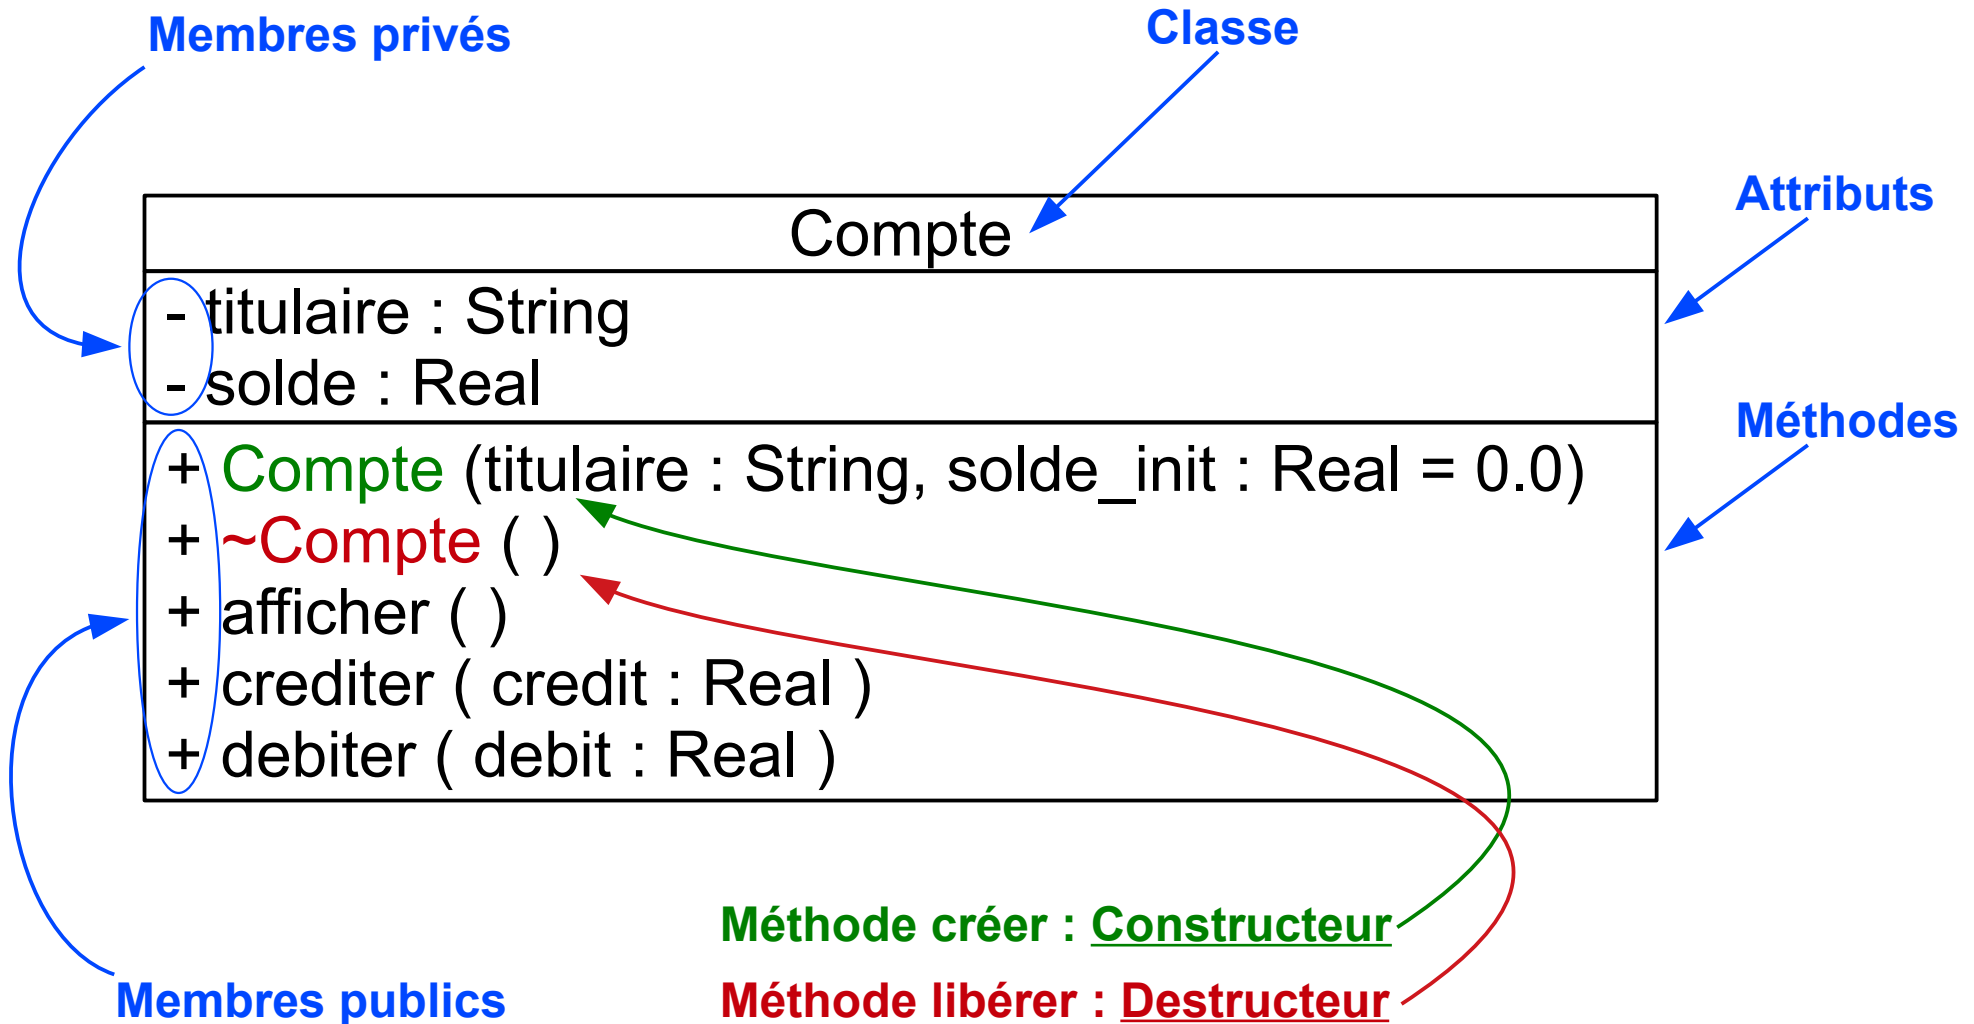 Membres privés
Classe
Attributs
Compte
- titulaire : String
- solde : Real
Méthodes
+ Compte (titulaire : String, solde_init : Real = 0.0)
+ ~Compte ( )
+ afficher ( )
+ crediter ( credit : Real )
+ debiter ( debit : Real )
Méthode créer : Constructeur
Membres publics
Méthode libérer : Destructeur